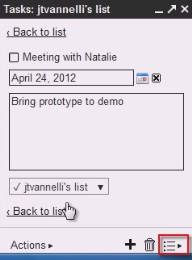 Tasks: jtvannelli's list
‹ Back to list
Meeting with Natalie
April 24, 2012
Bring prototype to demo
✓ jtvannelli's list ▼
‹ Back to list
Actions ▸